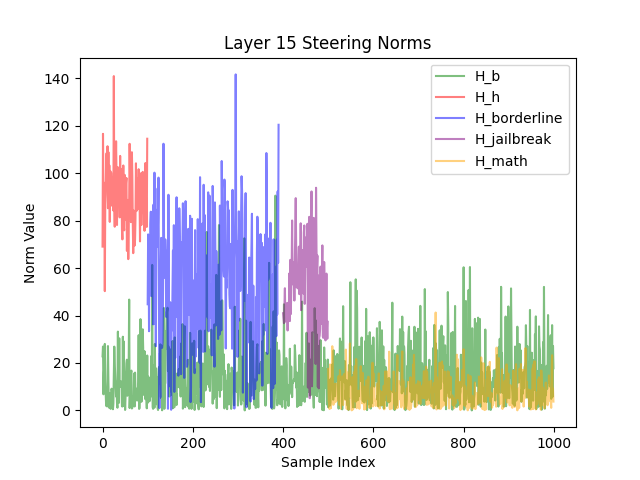 Layer 15 Steering Norms
H_b
H_h
H_borderline
H_jailbreak
H_math
Norm Value
140
120
100
80
60
40
20
0
0 200 400 600 800 1000
Sample Index